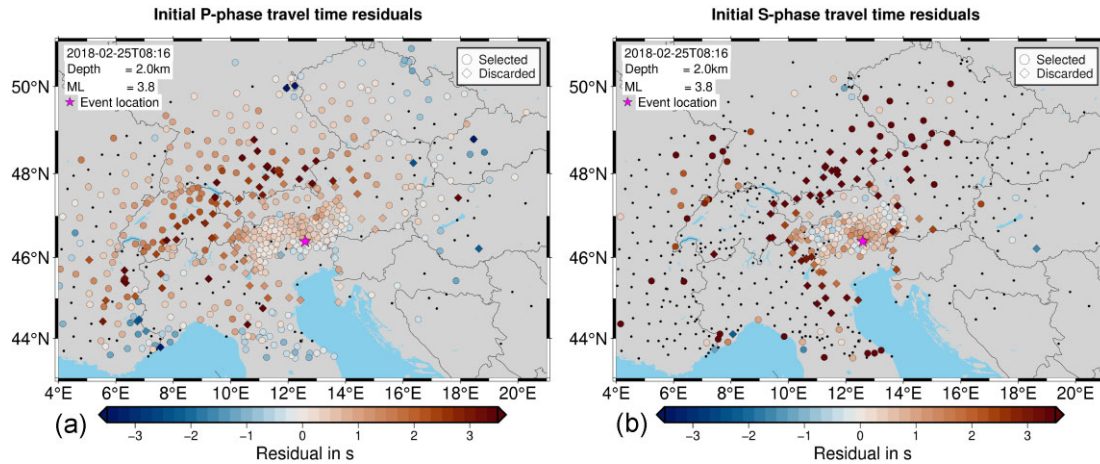 Initial P-phase travel time residuals
2018-02-25T08:16
Depth = 2.0km
ML = 3.8
Event location
Selected
Discarded
50°N
48°N
46°N
44°N
4°E 6°E 8°E 10°E 12°E 14°E 16°E 18°E 20°E
(a)
−3 −2 −1 0 1 2 3
Residual in s
Initial S-phase travel time residuals
2018-02-25T08:16
Depth = 2.0km
ML = 3.8
Event location
Selected
Discarded
50°N
48°N
46°N
44°N
4°E 6°E 8°E 10°E 12°E 14°E 16°E 18°E 20°E
(b)
−3 −2 −1 0 1 2 3
Residual in s